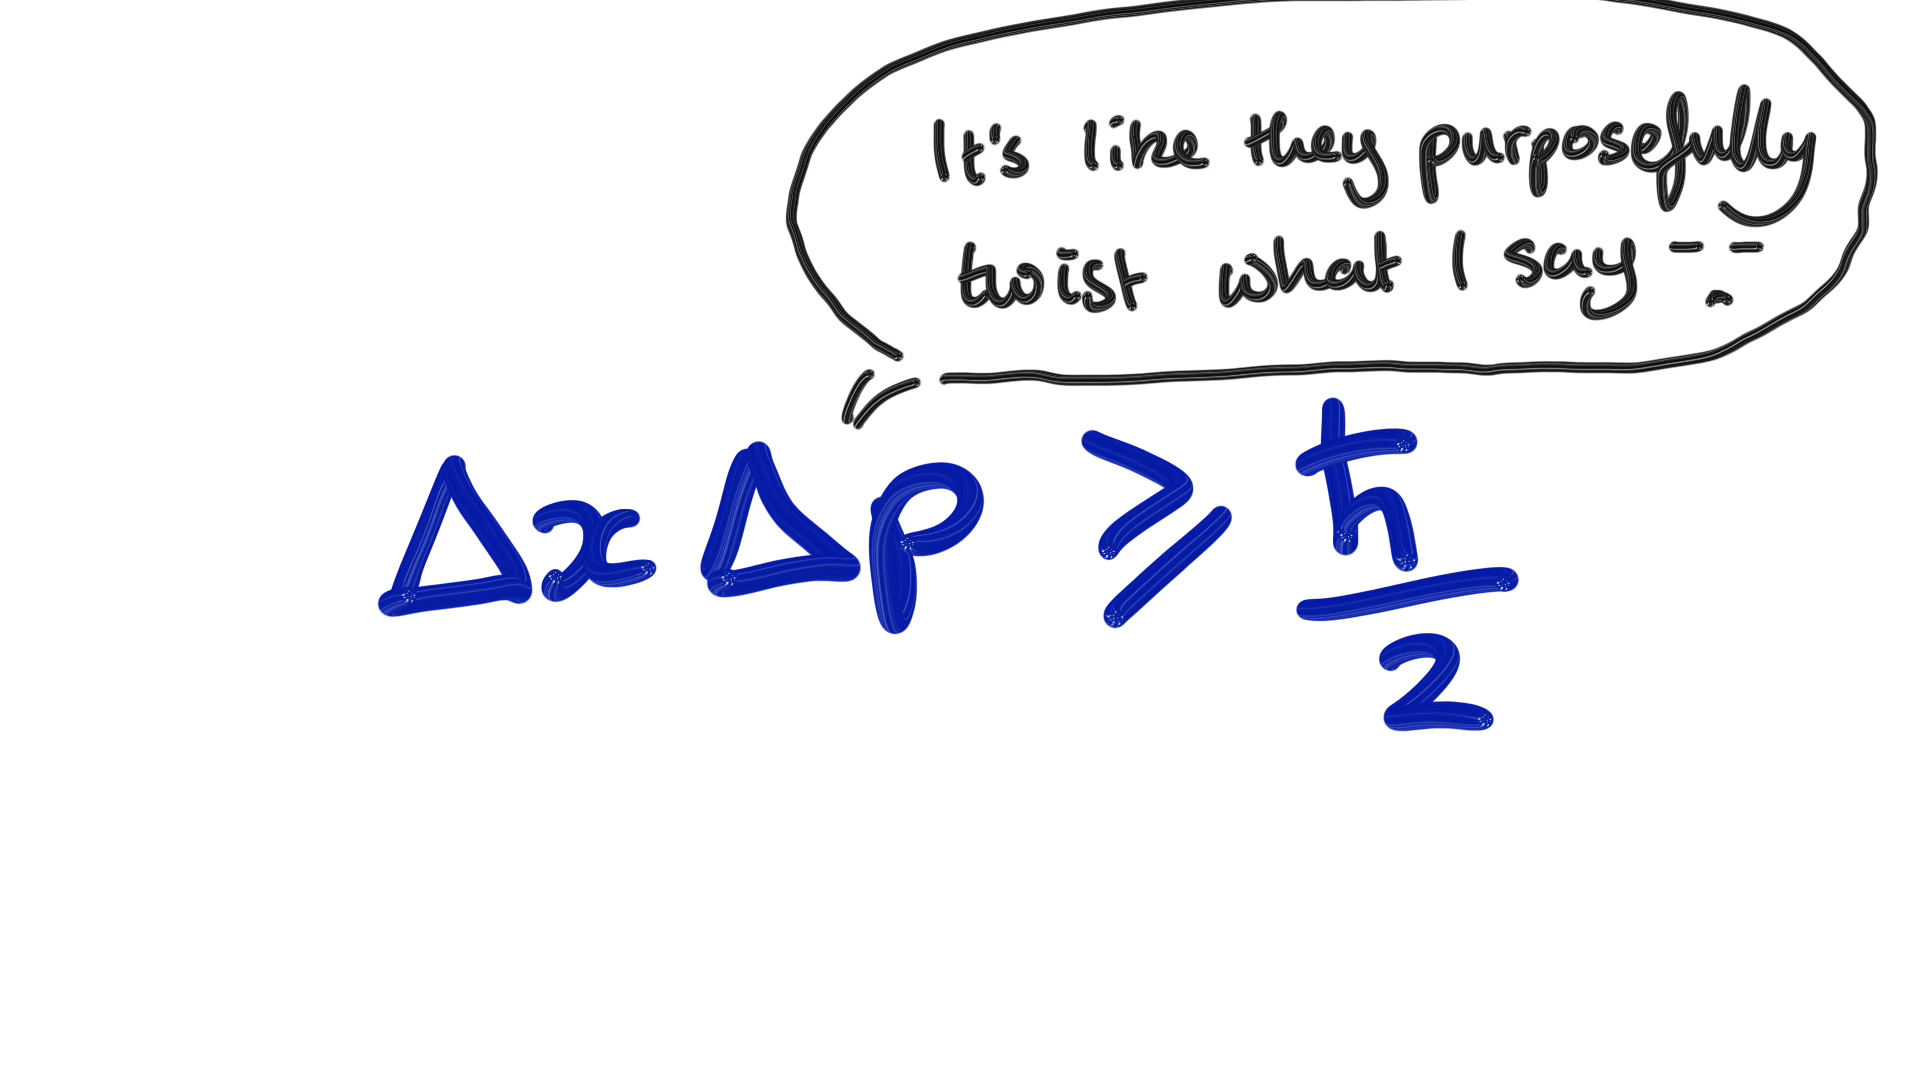 It's like they purposefully
twist what I say -_-
Δx Δp ⩾ ħ/2